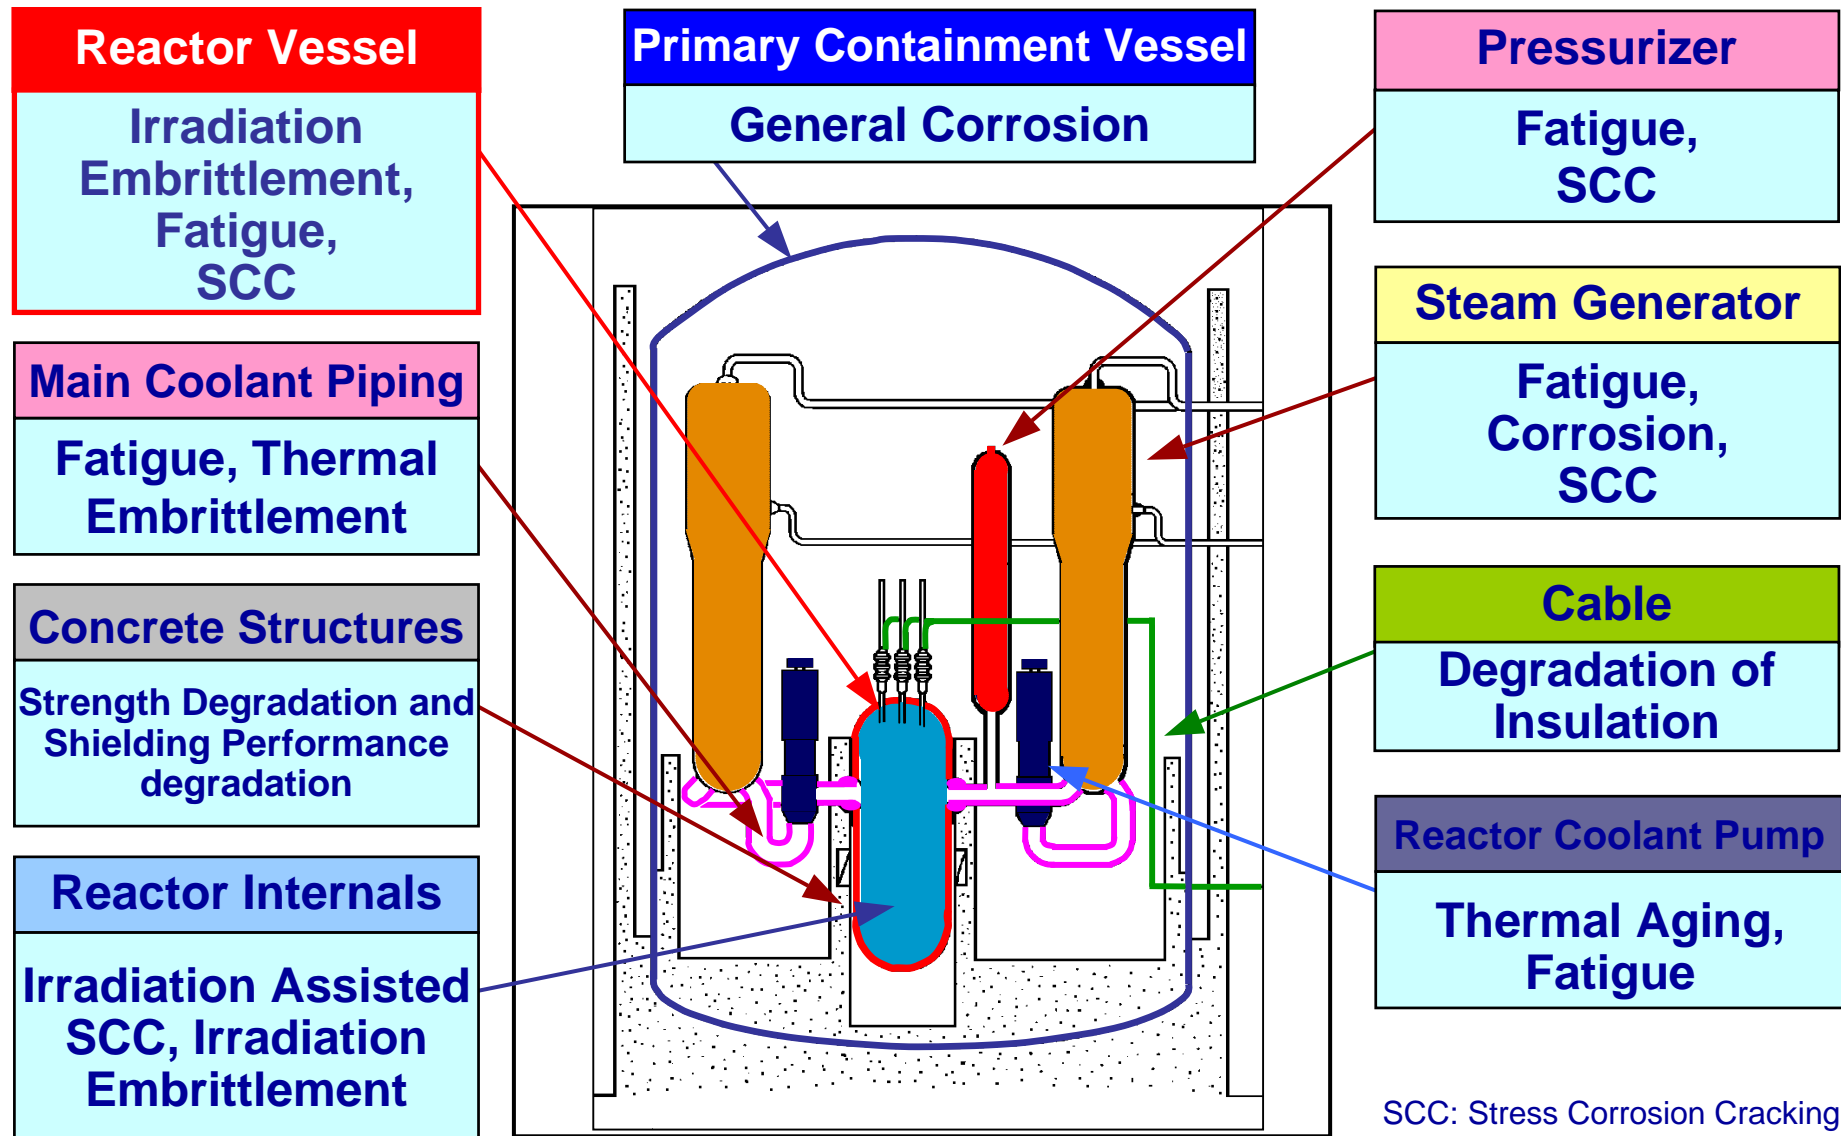 Reactor Vessel
Irradiation
Embrittlement,
Fatigue,
SCC
Main Coolant Piping
Fatigue, Thermal
Embrittlement
Concrete Structures
Strength Degradation and
Shielding Performance
degradation
Reactor Internals
Irradiation Assisted
SCC, Irradiation
Embrittlement
Primary Containment Vessel
General Corrosion
Pressurizer
Fatigue,
SCC
Steam Generator
Fatigue,
Corrosion,
SCC
Cable
Degradation of
Insulation
Reactor Coolant Pump
Thermal Aging,
Fatigue
SCC: Stress Corrosion Cracking